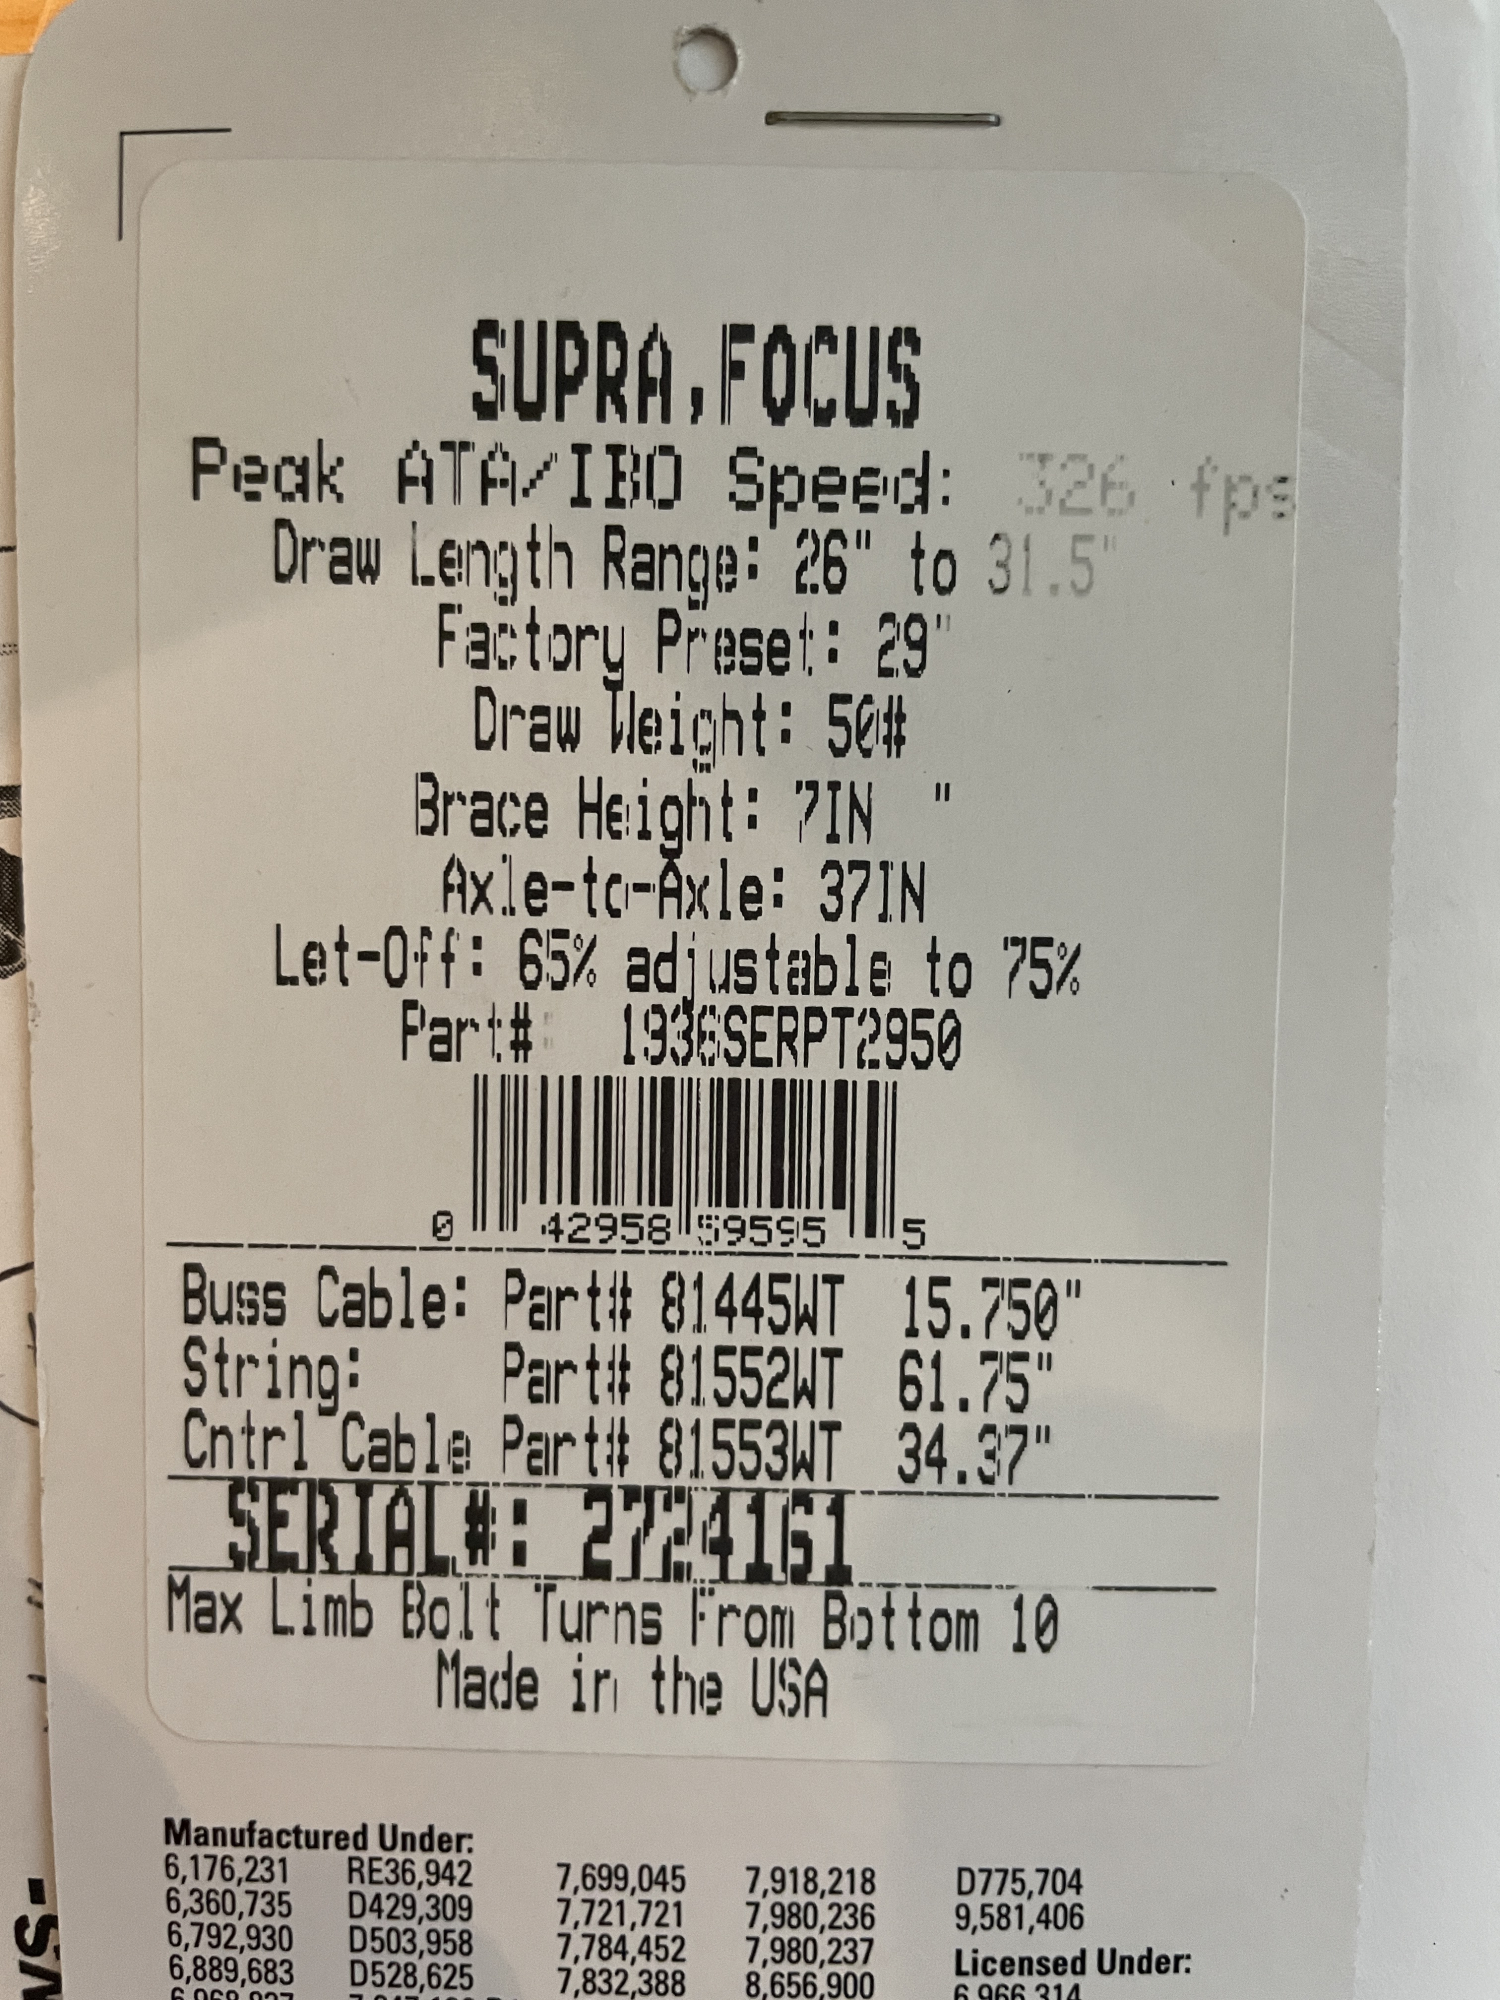 SUPRA,FOCUS
Peak ATA/IBO Speed: 326 fps
Draw Length Range: 26" to 31.5"
Factory Preset: 29"
Draw Weight: 50#
Brace Height: 7IN "
Axle-to-Axle: 37IN
Let-Off: 65% adjustable to 75%
Part#: 1936SERPT2950
0 42958 59595 5
Buss Cable: Part# 81445WT 15.750"
String: Part# 81552WT 61.75"
Cntrl Cable Part# 81553WT 34.37"
SERIAL#: 2724161
Max Limb Bolt Turns From Bottom 10
Made in the USA
Manufactured Under:
6,176,231 RE36,942 7,699,045 7,918,218 D775,704
6,360,735 D429,309 7,721,721 7,980,236 9,581,406
6,792,930 D503,958 7,784,452 7,980,237 Licensed Under:
6,889,683 D528,625 7,832,388 8,656,900 6,966,314